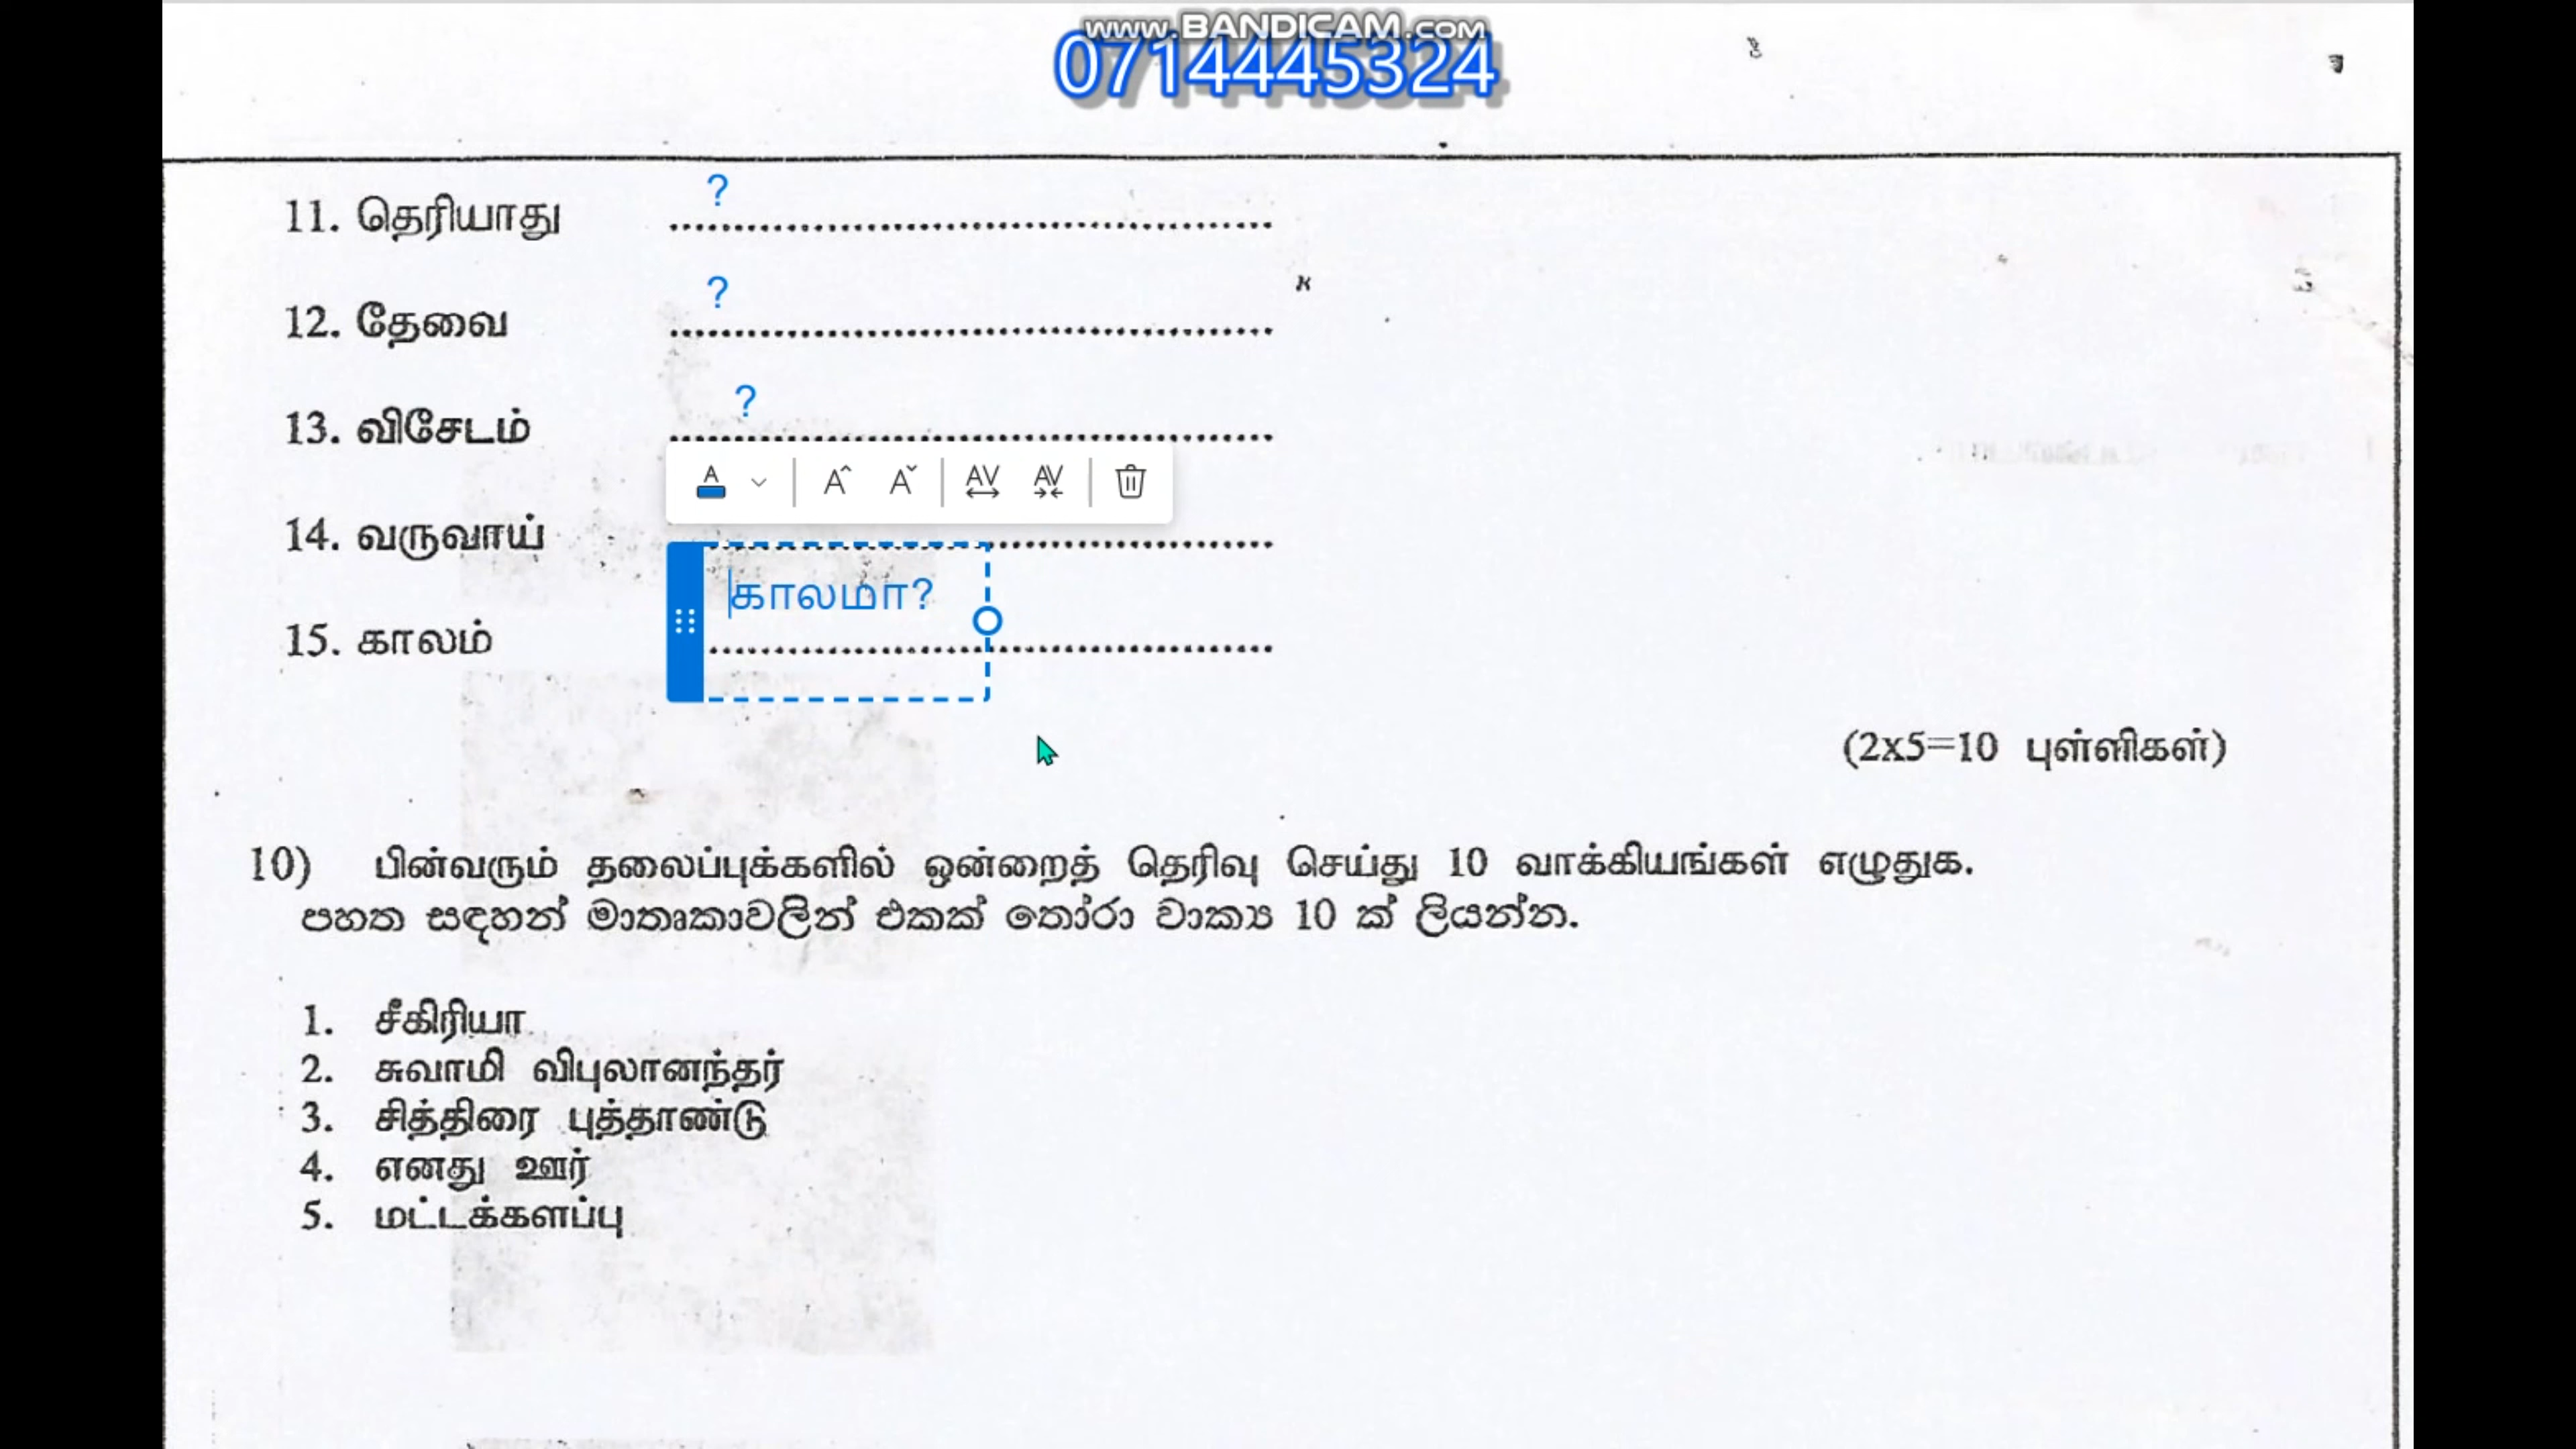 www.BANDICAM.com
0714445324
?
11. தெரியாது ........................................
?
12. தேவை ........................................
?
13. விசேடம் ........................................
14. வருவாய் ........................................
காலமா?
15. காலம் ........................................
(2x5=10 புள்ளிகள்)
10) பின்வரும் தலைப்புக்களில் ஒன்றைத் தெரிவு செய்து 10 வாக்கியங்கள் எழுதுக.
පහත සඳහන් මාතෘකාවලින් එකක් තෝරා වාක්‍ය 10 ක් ලියන්න.
1. சீகிரியா
2. சுவாமி விபுலானந்தர்
3. சித்திரை புத்தாண்டு
4. எனது ஊர்
5. மட்டக்களப்பு